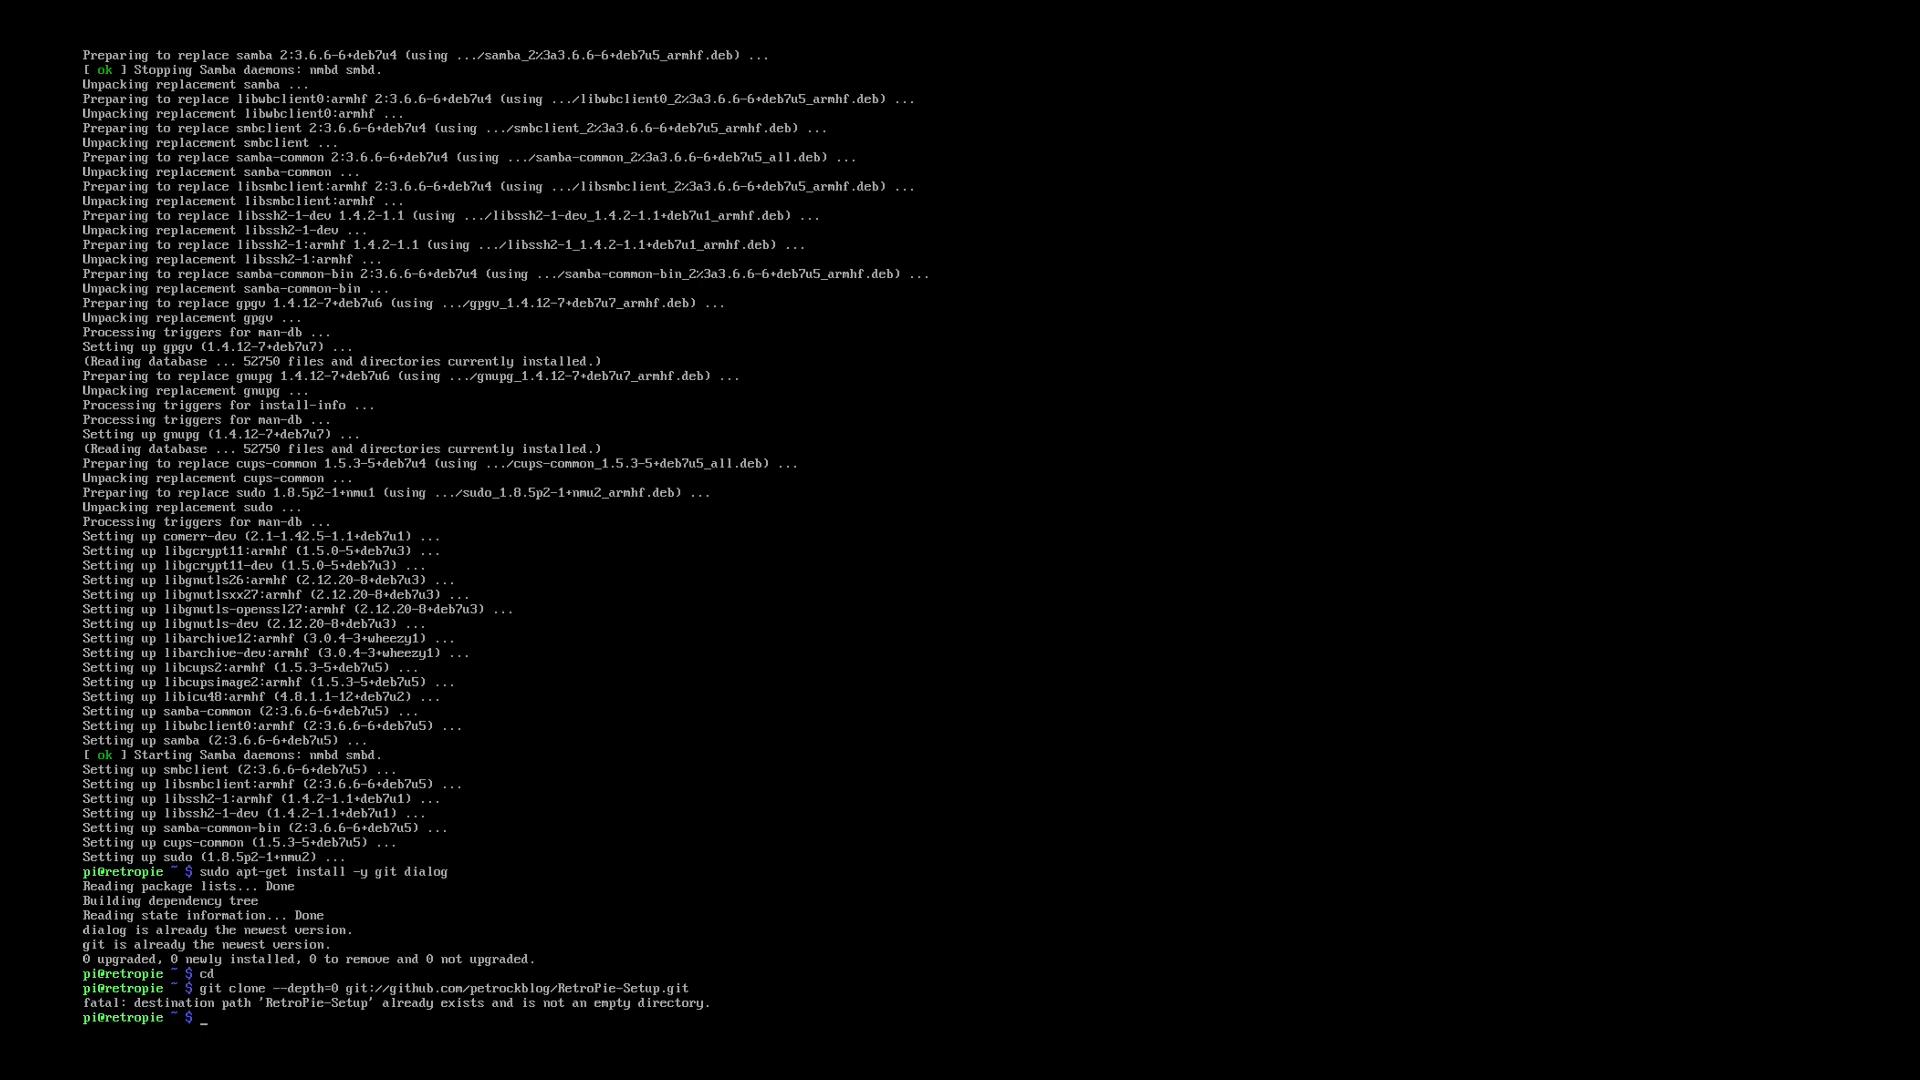 Preparing to replace samba 2:3.6.6-6+deb7u4 (using .../samba_2%3a3.6.6-6+deb7u5_armhf.deb) ...
[ ok ] Stopping Samba daemons: nmbd smbd.
Unpacking replacement samba ...
Preparing to replace libwbclient0:armhf 2:3.6.6-6+deb7u4 (using .../libwbclient0_2%3a3.6.6-6+deb7u5_armhf.deb) ...
Unpacking replacement libwbclient0:armhf ...
Preparing to replace smbclient 2:3.6.6-6+deb7u4 (using .../smbclient_2%3a3.6.6-6+deb7u5_armhf.deb) ...
Unpacking replacement smbclient ...
Preparing to replace samba-common 2:3.6.6-6+deb7u4 (using .../samba-common_2%3a3.6.6-6+deb7u5_all.deb) ...
Unpacking replacement samba-common ...
Preparing to replace libsmbclient:armhf 2:3.6.6-6+deb7u4 (using .../libsmbclient_2%3a3.6.6-6+deb7u5_armhf.deb) ...
Unpacking replacement libsmbclient:armhf ...
Preparing to replace libssh2-1-dev 1.4.2-1.1 (using .../libssh2-1-dev_1.4.2-1.1+deb7u1_armhf.deb) ...
Unpacking replacement libssh2-1-dev ...
Preparing to replace libssh2-1:armhf 1.4.2-1.1 (using .../libssh2-1_1.4.2-1.1+deb7u1_armhf.deb) ...
Unpacking replacement libssh2-1:armhf ...
Preparing to replace samba-common-bin 2:3.6.6-6+deb7u4 (using .../samba-common-bin_2%3a3.6.6-6+deb7u5_armhf.deb) ...
Unpacking replacement samba-common-bin ...
Preparing to replace gpgv 1.4.12-7+deb7u6 (using .../gpgv_1.4.12-7+deb7u7_armhf.deb) ...
Unpacking replacement gpgv ...
Processing triggers for man-db ...
Setting up gpgv (1.4.12-7+deb7u7) ...
(Reading database ... 52750 files and directories currently installed.)
Preparing to replace gnupg 1.4.12-7+deb7u6 (using .../gnupg_1.4.12-7+deb7u7_armhf.deb) ...
Unpacking replacement gnupg ...
Processing triggers for install-info ...
Processing triggers for man-db ...
Setting up gnupg (1.4.12-7+deb7u7) ...
(Reading database ... 52750 files and directories currently installed.)
Preparing to replace cups-common 1.5.3-5+deb7u4 (using .../cups-common_1.5.3-5+deb7u5_all.deb) ...
Unpacking replacement cups-common ...
Preparing to replace sudo 1.8.5p2-1+nmu1 (using .../sudo_1.8.5p2-1+nmu2_armhf.deb) ...
Unpacking replacement sudo ...
Processing triggers for man-db ...
Setting up comerr-dev (2.1-1.42.5-1.1+deb7u1) ...
Setting up libgcrypt11:armhf (1.5.0-5+deb7u3) ...
Setting up libgcrypt11-dev (1.5.0-5+deb7u3) ...
Setting up libgnutls26:armhf (2.12.20-8+deb7u3) ...
Setting up libgnutlsxx27:armhf (2.12.20-8+deb7u3) ...
Setting up libgnutls-openssl27:armhf (2.12.20-8+deb7u3) ...
Setting up libgnutls-dev (2.12.20-8+deb7u3) ...
Setting up libarchive12:armhf (3.0.4-3+wheezy1) ...
Setting up libarchive-dev:armhf (3.0.4-3+wheezy1) ...
Setting up libcups2:armhf (1.5.3-5+deb7u5) ...
Setting up libcupsimage2:armhf (1.5.3-5+deb7u5) ...
Setting up libicu48:armhf (4.8.1.1-12+deb7u2) ...
Setting up samba-common (2:3.6.6-6+deb7u5) ...
Setting up libwbclient0:armhf (2:3.6.6-6+deb7u5) ...
Setting up samba (2:3.6.6-6+deb7u5) ...
[ ok ] Starting Samba daemons: nmbd smbd.
Setting up smbclient (2:3.6.6-6+deb7u5) ...
Setting up libsmbclient:armhf (2:3.6.6-6+deb7u5) ...
Setting up libssh2-1:armhf (1.4.2-1.1+deb7u1) ...
Setting up libssh2-1-dev (1.4.2-1.1+deb7u1) ...
Setting up samba-common-bin (2:3.6.6-6+deb7u5) ...
Setting up cups-common (1.5.3-5+deb7u5) ...
Setting up sudo (1.8.5p2-1+nmu2) ...
pi@retropie ~ $ sudo apt-get install -y git dialog
Reading package lists... Done
Building dependency tree
Reading state information... Done
dialog is already the newest version.
git is already the newest version.
0 upgraded, 0 newly installed, 0 to remove and 0 not upgraded.
pi@retropie ~ $ cd
pi@retropie ~ $ git clone --depth=0 git://github.com/petrockblog/RetroPie-Setup.git
fatal: destination path 'RetroPie-Setup' already exists and is not an empty directory.
pi@retropie ~ $ _